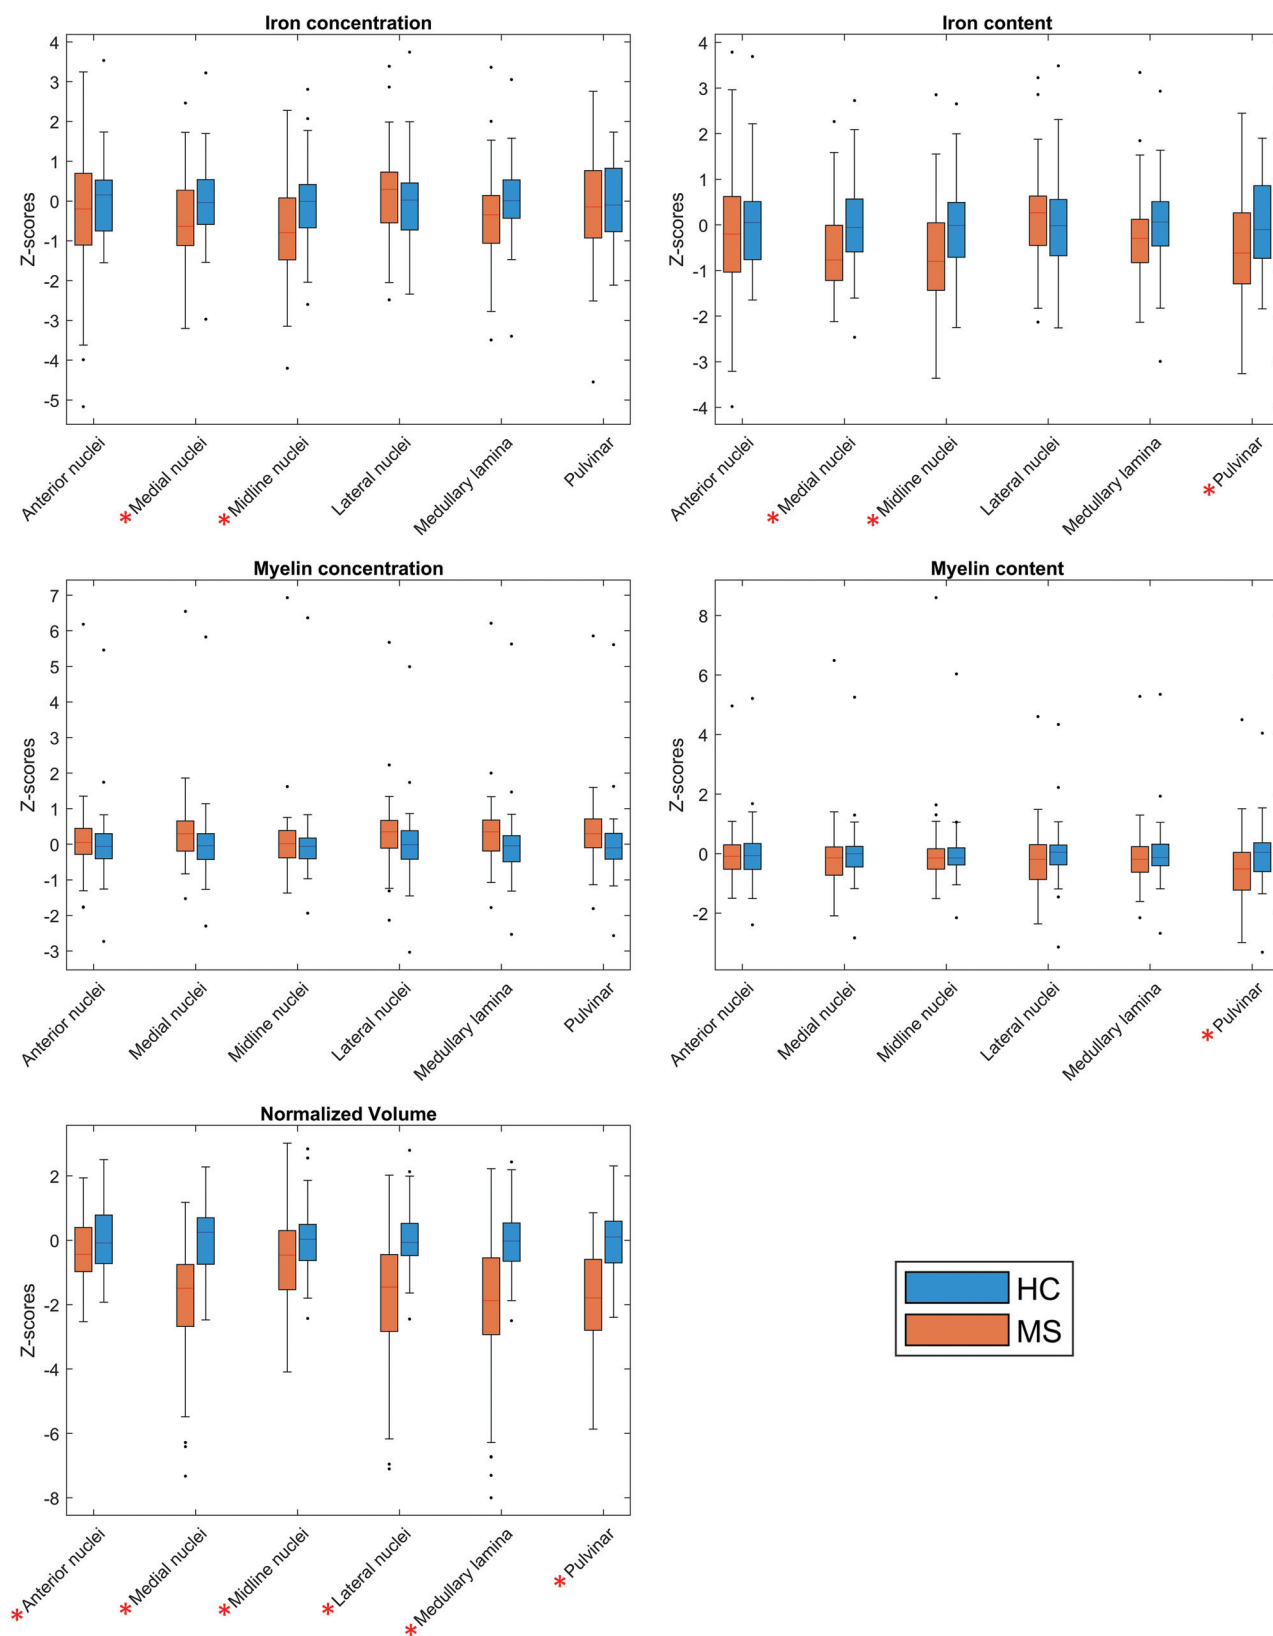 Iron concentration
Z-scores
4
3
2
1
0
-1
-2
-3
-4
-5
Anterior nuclei
*Medial nuclei
*Midline nuclei
Lateral nuclei
Medullary lamina
Pulvinar
Iron content
Z-scores
4
3
2
1
0
-1
-2
-3
-4
Anterior nuclei
*Medial nuclei
*Midline nuclei
Lateral nuclei
Medullary lamina
*Pulvinar
Myelin concentration
Z-scores
7
6
5
4
3
2
1
0
-1
-2
-3
Anterior nuclei
Medial nuclei
Midline nuclei
Lateral nuclei
Medullary lamina
Pulvinar
Myelin content
Z-scores
8
6
4
2
0
-2
Anterior nuclei
Medial nuclei
Midline nuclei
Lateral nuclei
Medullary lamina
*Pulvinar
Normalized Volume
Z-scores
2
0
-2
-4
-6
-8
*Anterior nuclei
*Medial nuclei
*Midline nuclei
*Lateral nuclei
*Medullary lamina
*Pulvinar
HC
MS